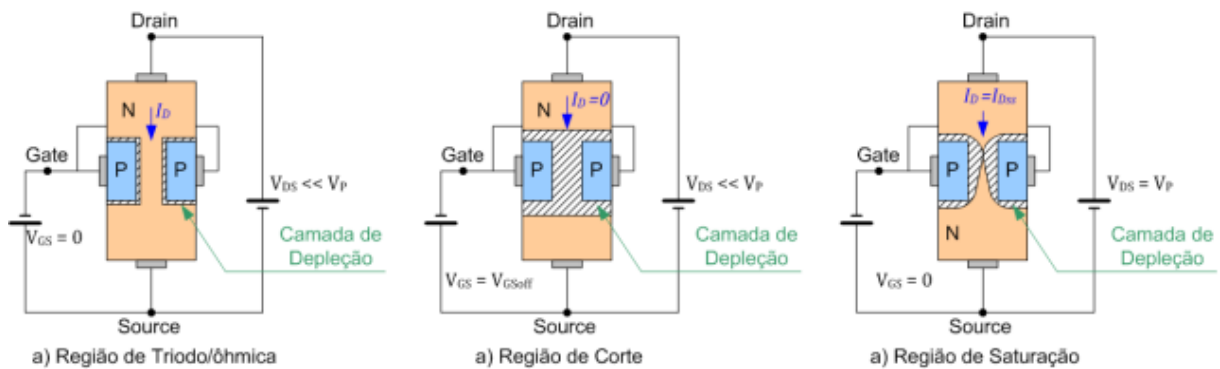 Drain
N
I_D
Gate
P
P
V_DS << V_P
V_GS = 0
Camada de
Depleção
Source
a) Região de Triodo/ôhmica
Drain
N
I_D=0
Gate
P
P
V_DS << V_P
Camada de
Depleção
V_GS = V_GSoff
Source
a) Região de Corte
Drain
I_D=I_Dss
Gate
P
P
V_DS = V_P
N
Camada de
Depleção
V_GS = 0
Source
a) Região de Saturação